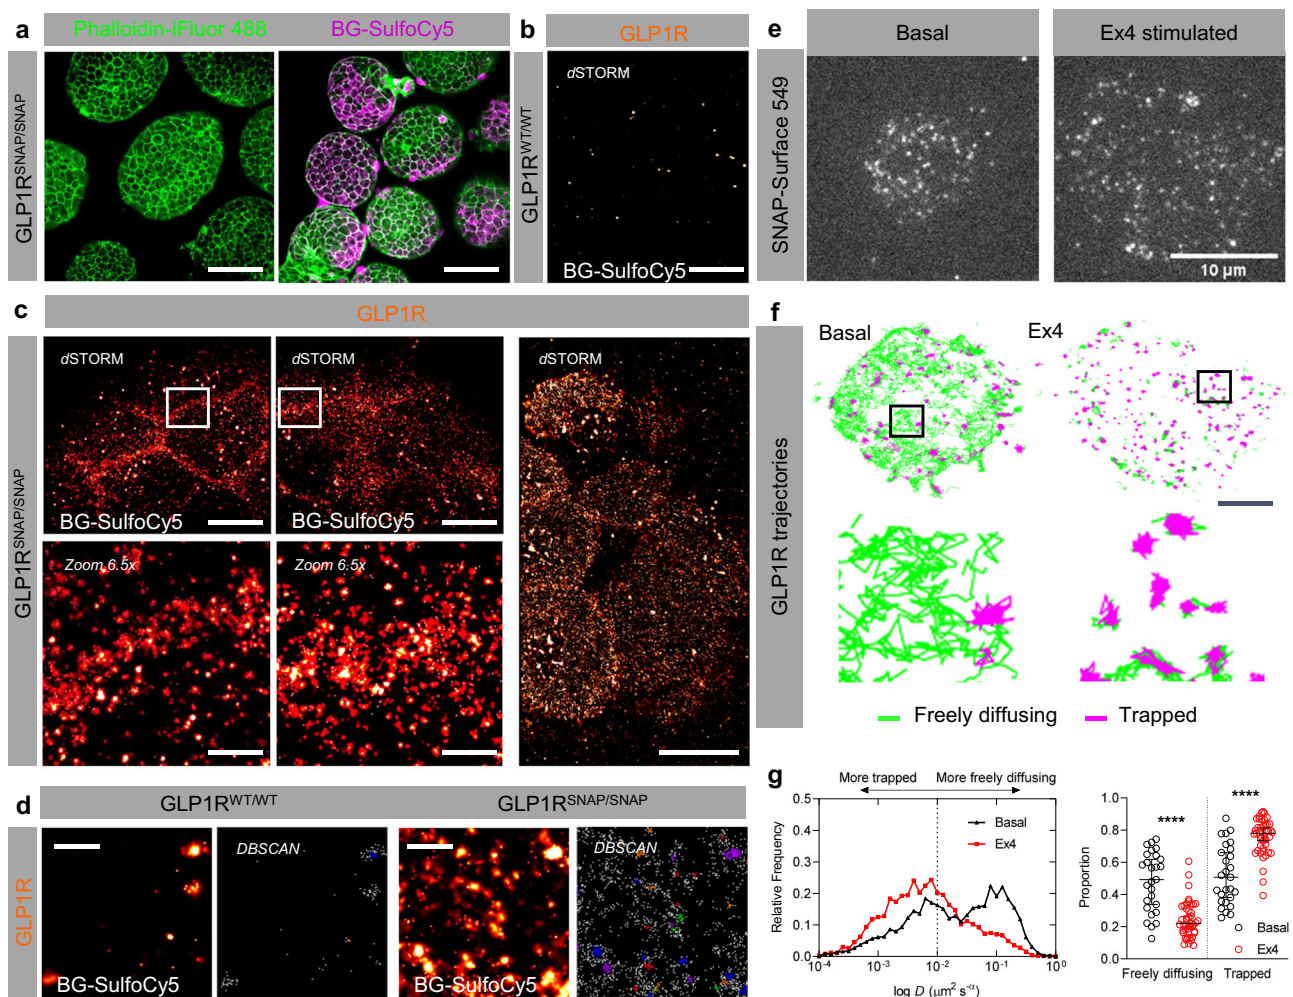 a
Phalloidin-iFluor 488
BG-SulfoCy5
GLP1R^SNAP/SNAP
b
GLP1R
GLP1R^WT/WT
dSTORM
BG-SulfoCy5
c
GLP1R
GLP1R^SNAP/SNAP
dSTORM
BG-SulfoCy5
dSTORM
BG-SulfoCy5
dSTORM
Zoom 6.5x
Zoom 6.5x
d
GLP1R^WT/WT
GLP1R^SNAP/SNAP
GLP1R
BG-SulfoCy5
DBSCAN
BG-SulfoCy5
DBSCAN
e
Basal
Ex4 stimulated
SNAP-Surface 549
10 µm
f
GLP1R trajectories
Basal
Ex4
Freely diffusing
Trapped
g
More trapped
More freely diffusing
Relative Frequency
0.5
0.4
0.3
0.2
0.1
0.0
Basal
Ex4
10^-4
10^-3
10^-2
10^-1
10^0
log D (µm² s^-α)
Proportion
1.0
0.8
0.6
0.4
0.2
0.0
****
****
Basal
Ex4
Freely diffusing
Trapped